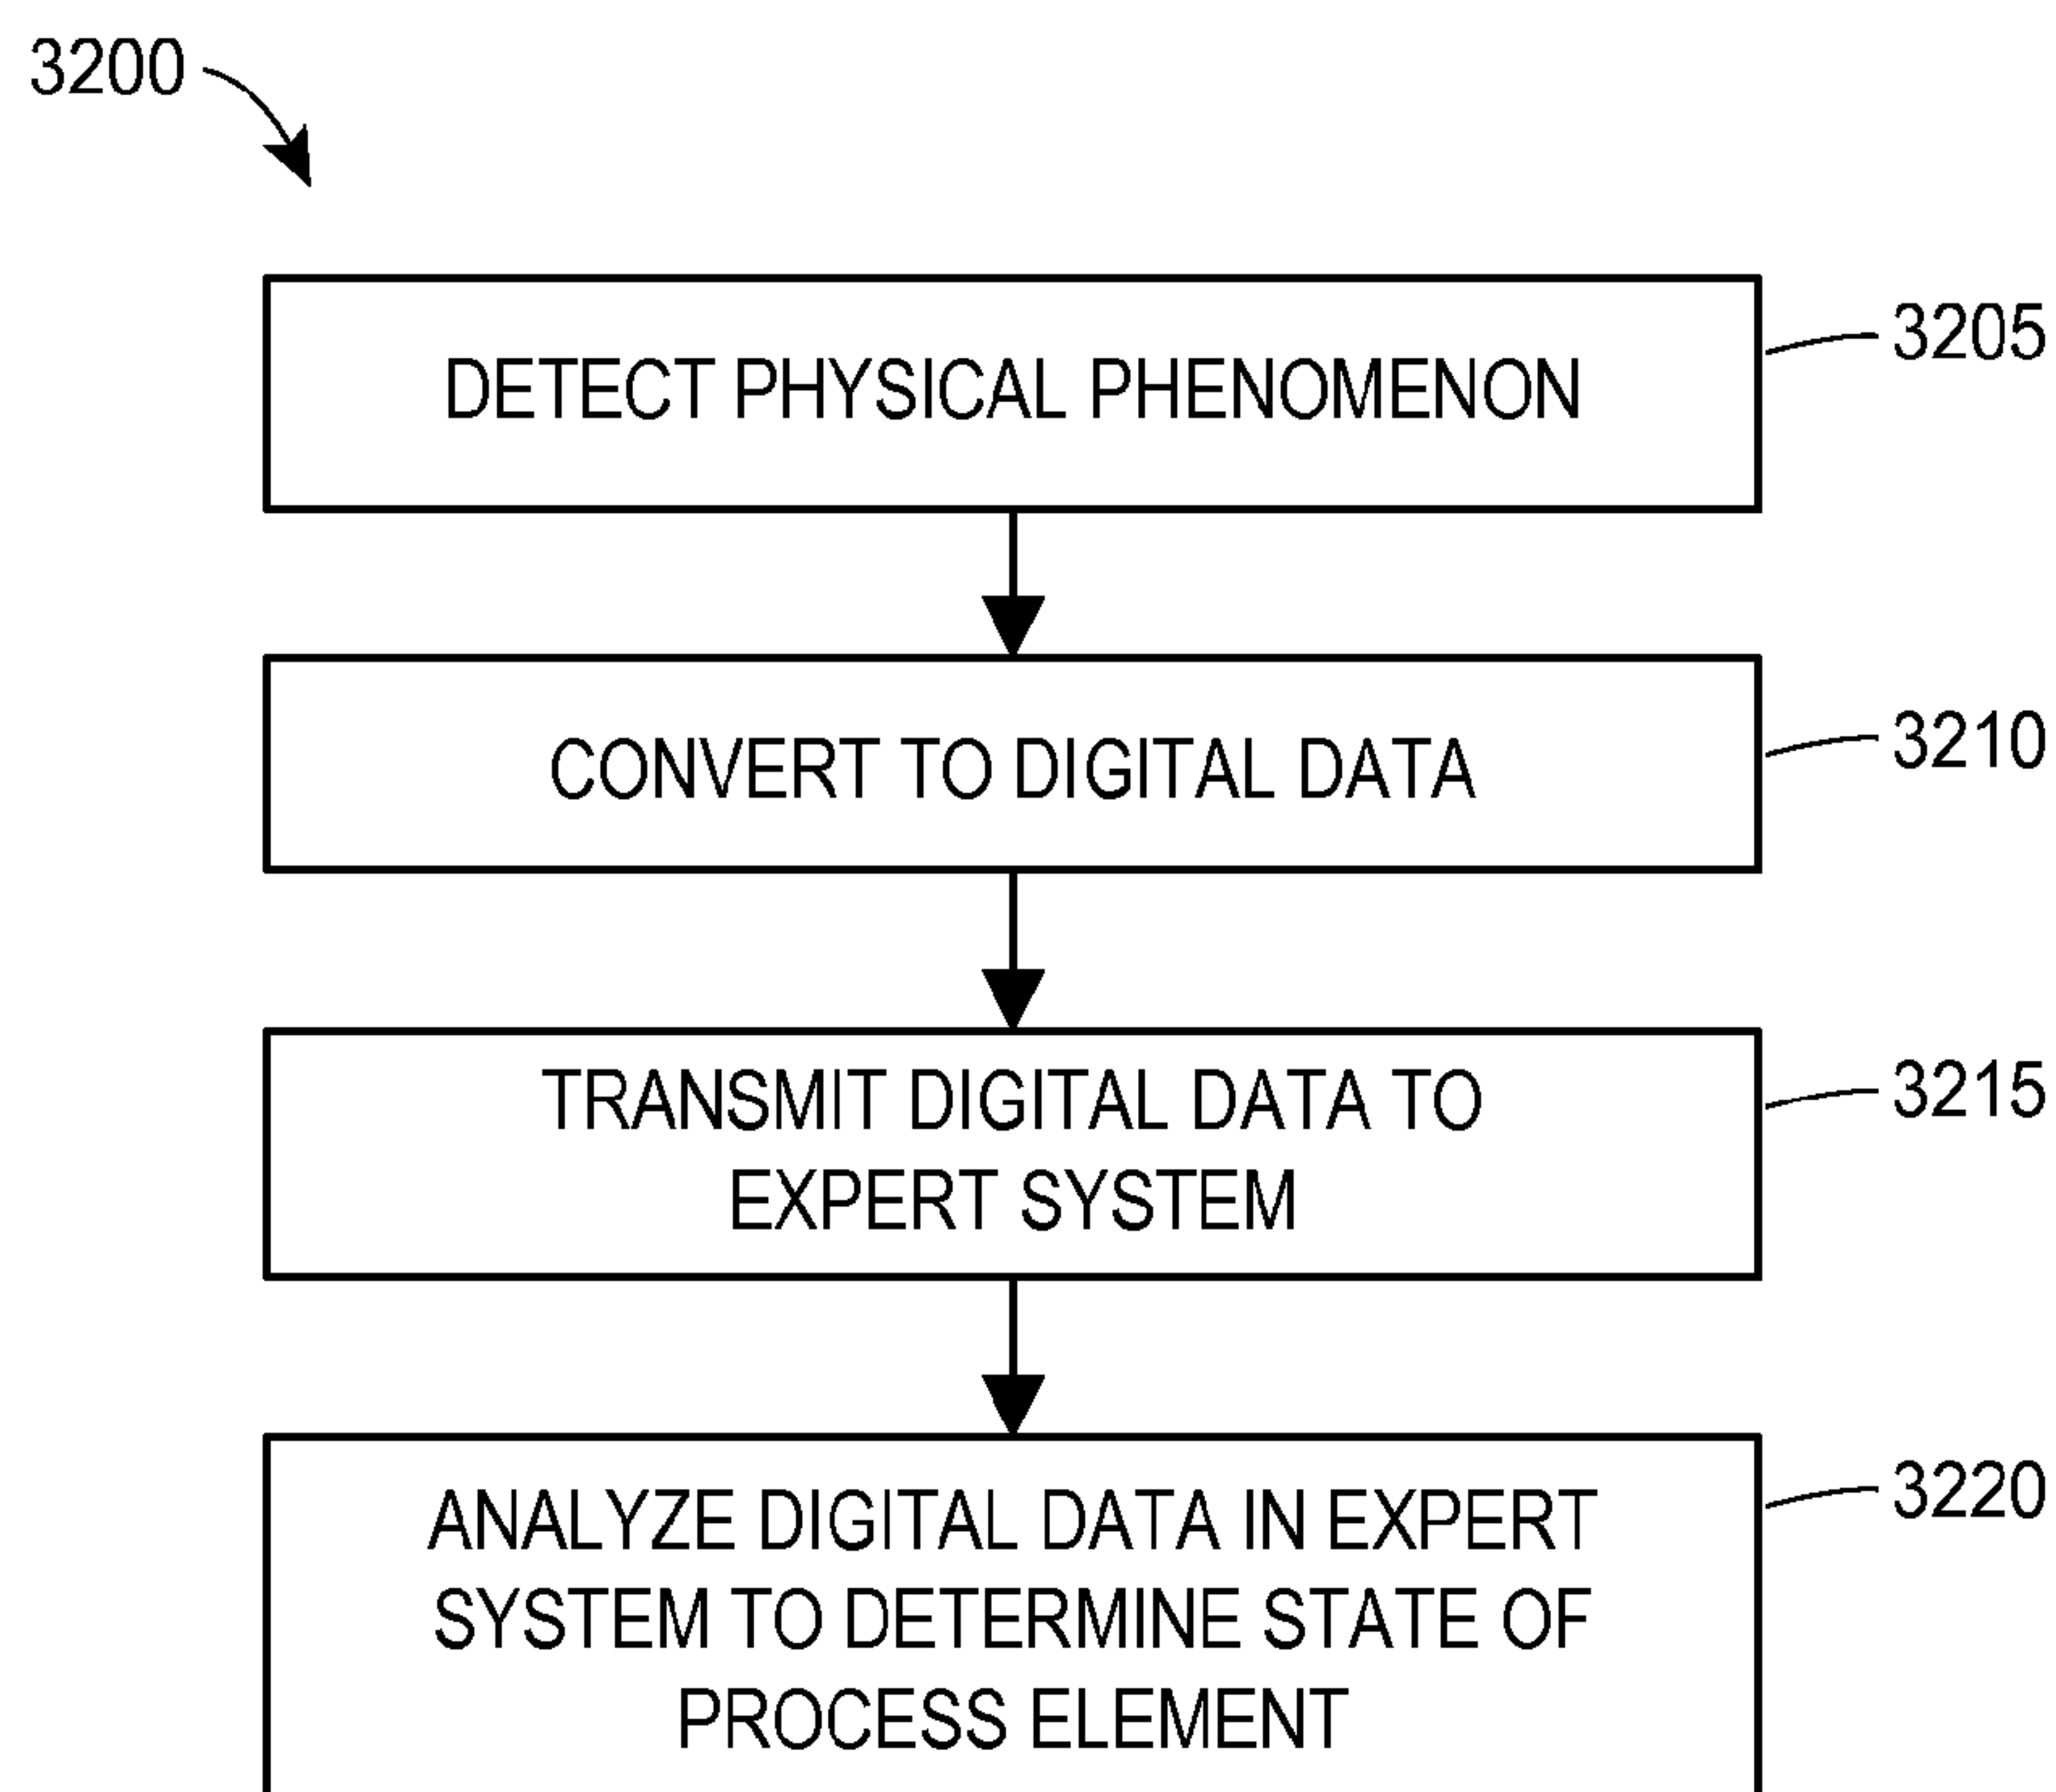 3200
DETECT PHYSICAL PHENOMENON
3205
CONVERT TO DIGITAL DATA
3210
TRANSMIT DIGITAL DATA TO
EXPERT SYSTEM
3215
ANALYZE DIGITAL DATA IN EXPERT
SYSTEM TO DETERMINE STATE OF
PROCESS ELEMENT
3220